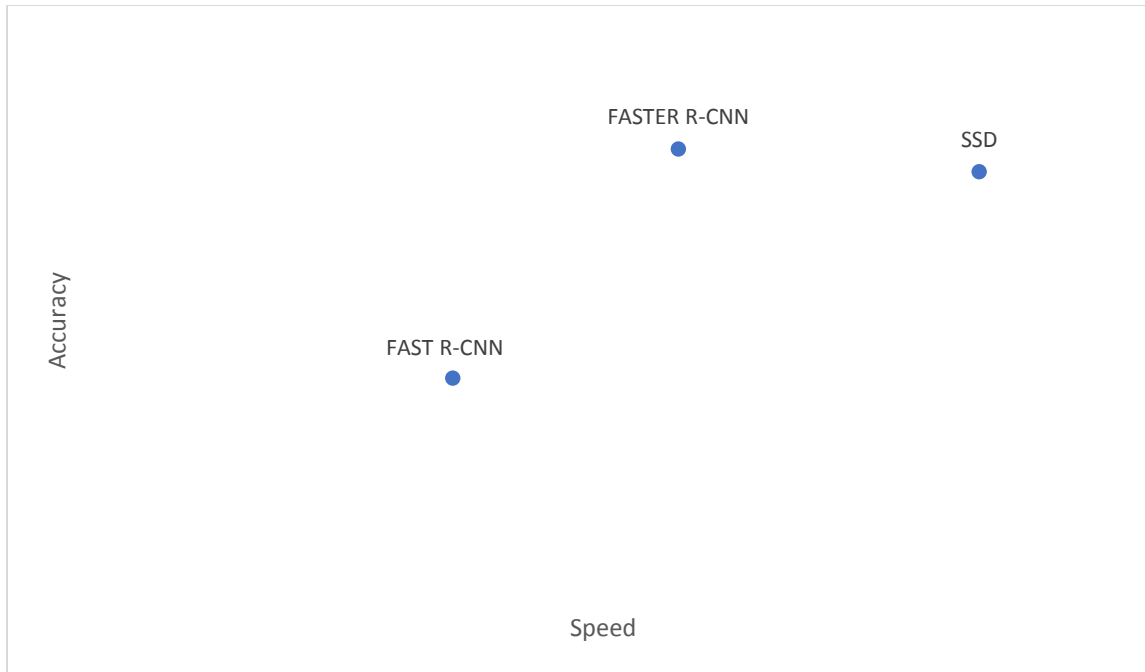 FASTER R-CNN
SSD
Accuracy
FAST R-CNN
Speed